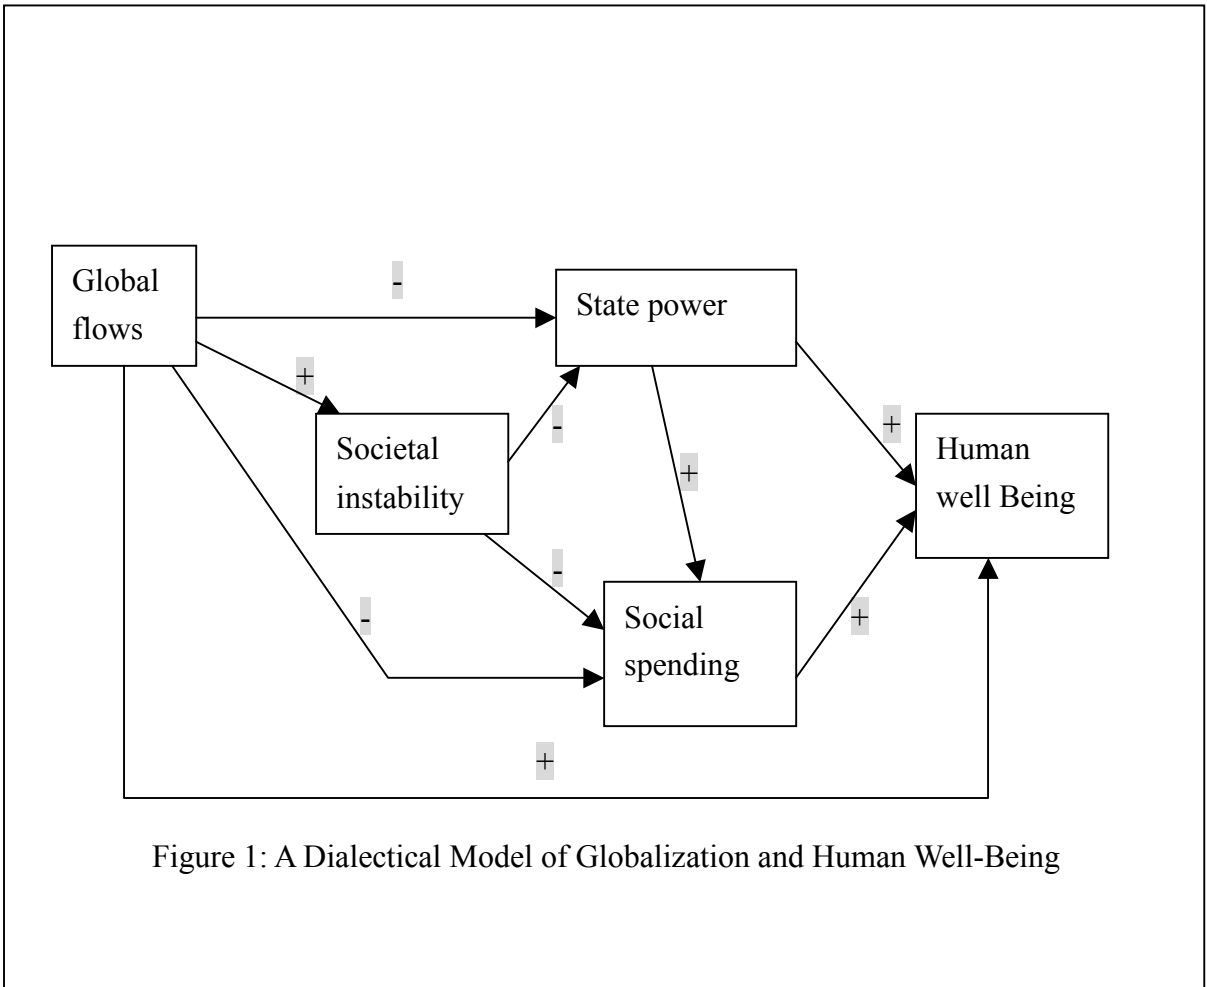 Global
flows
-
State power
+
Societal
instability
-
+
+
Human
well Being
-
Social
spending
-
+
+
Figure 1: A Dialectical Model of Globalization and Human Well-Being